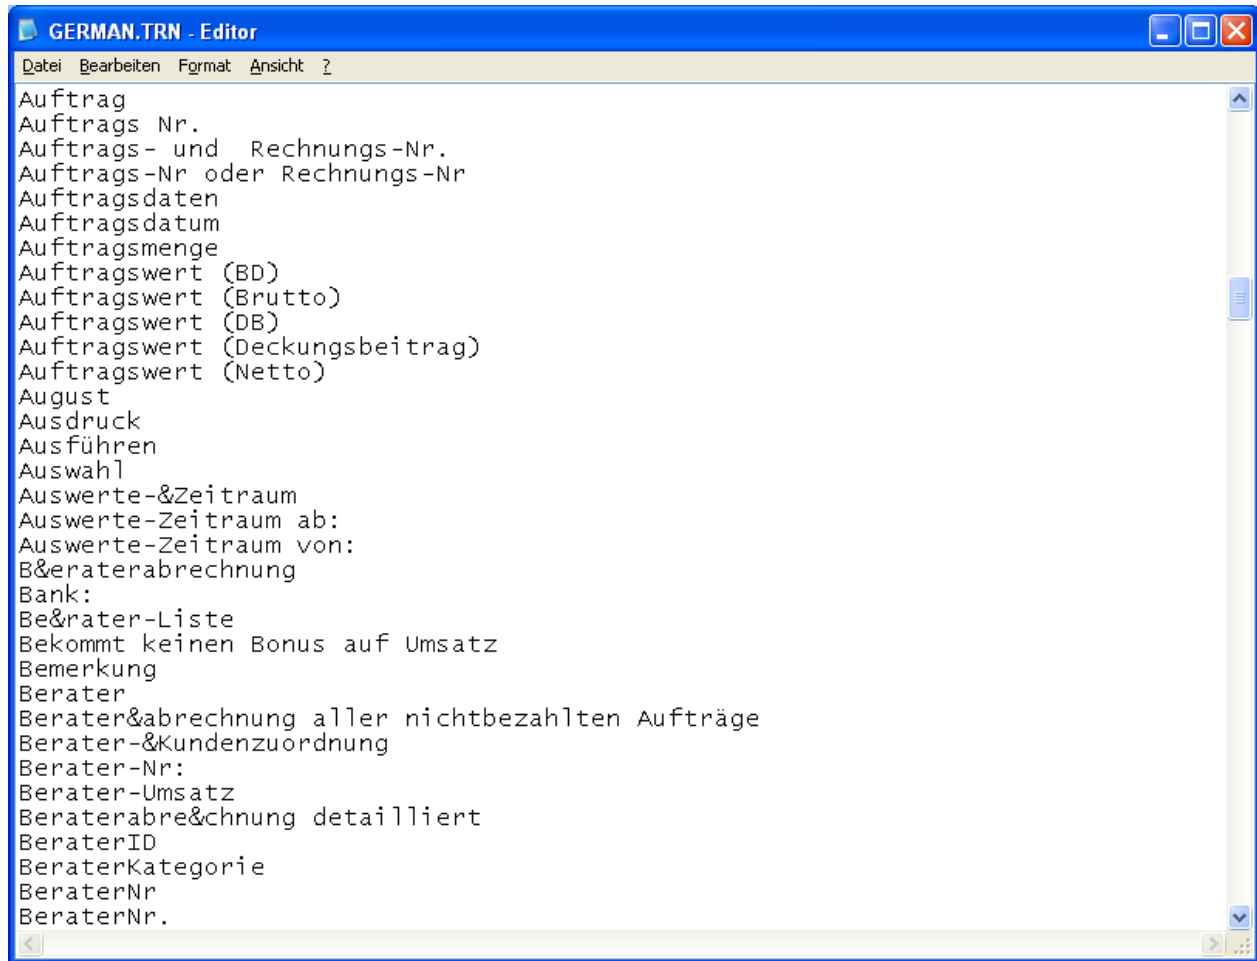 GERMAN.TRN - Editor
Datei Bearbeiten Format Ansicht ?
Auftrag
Auftrags Nr.
Auftrags- und  Rechnungs-Nr.
Auftrags-Nr oder Rechnungs-Nr
Auftragsdaten
Auftragsdatum
Auftragsmenge
Auftragswert (BD)
Auftragswert (Brutto)
Auftragswert (DB)
Auftragswert (Deckungsbeitrag)
Auftragswert (Netto)
August
Ausdruck
Ausführen
Auswahl
Auswerte-&Zeitraum
Auswerte-Zeitraum ab:
Auswerte-Zeitraum von:
B&eraterabrechnung
Bank:
Be&rater-Liste
Bekommt keinen Bonus auf Umsatz
Bemerkung
Berater
Berater&abrechnung aller nichtbezahlten Aufträge
Berater-&Kundenzuordnung
Berater-Nr:
Berater-Umsatz
Beraterabre&chnung detailliert
BeraterID
BeraterKategorie
BeraterNr
BeraterNr.